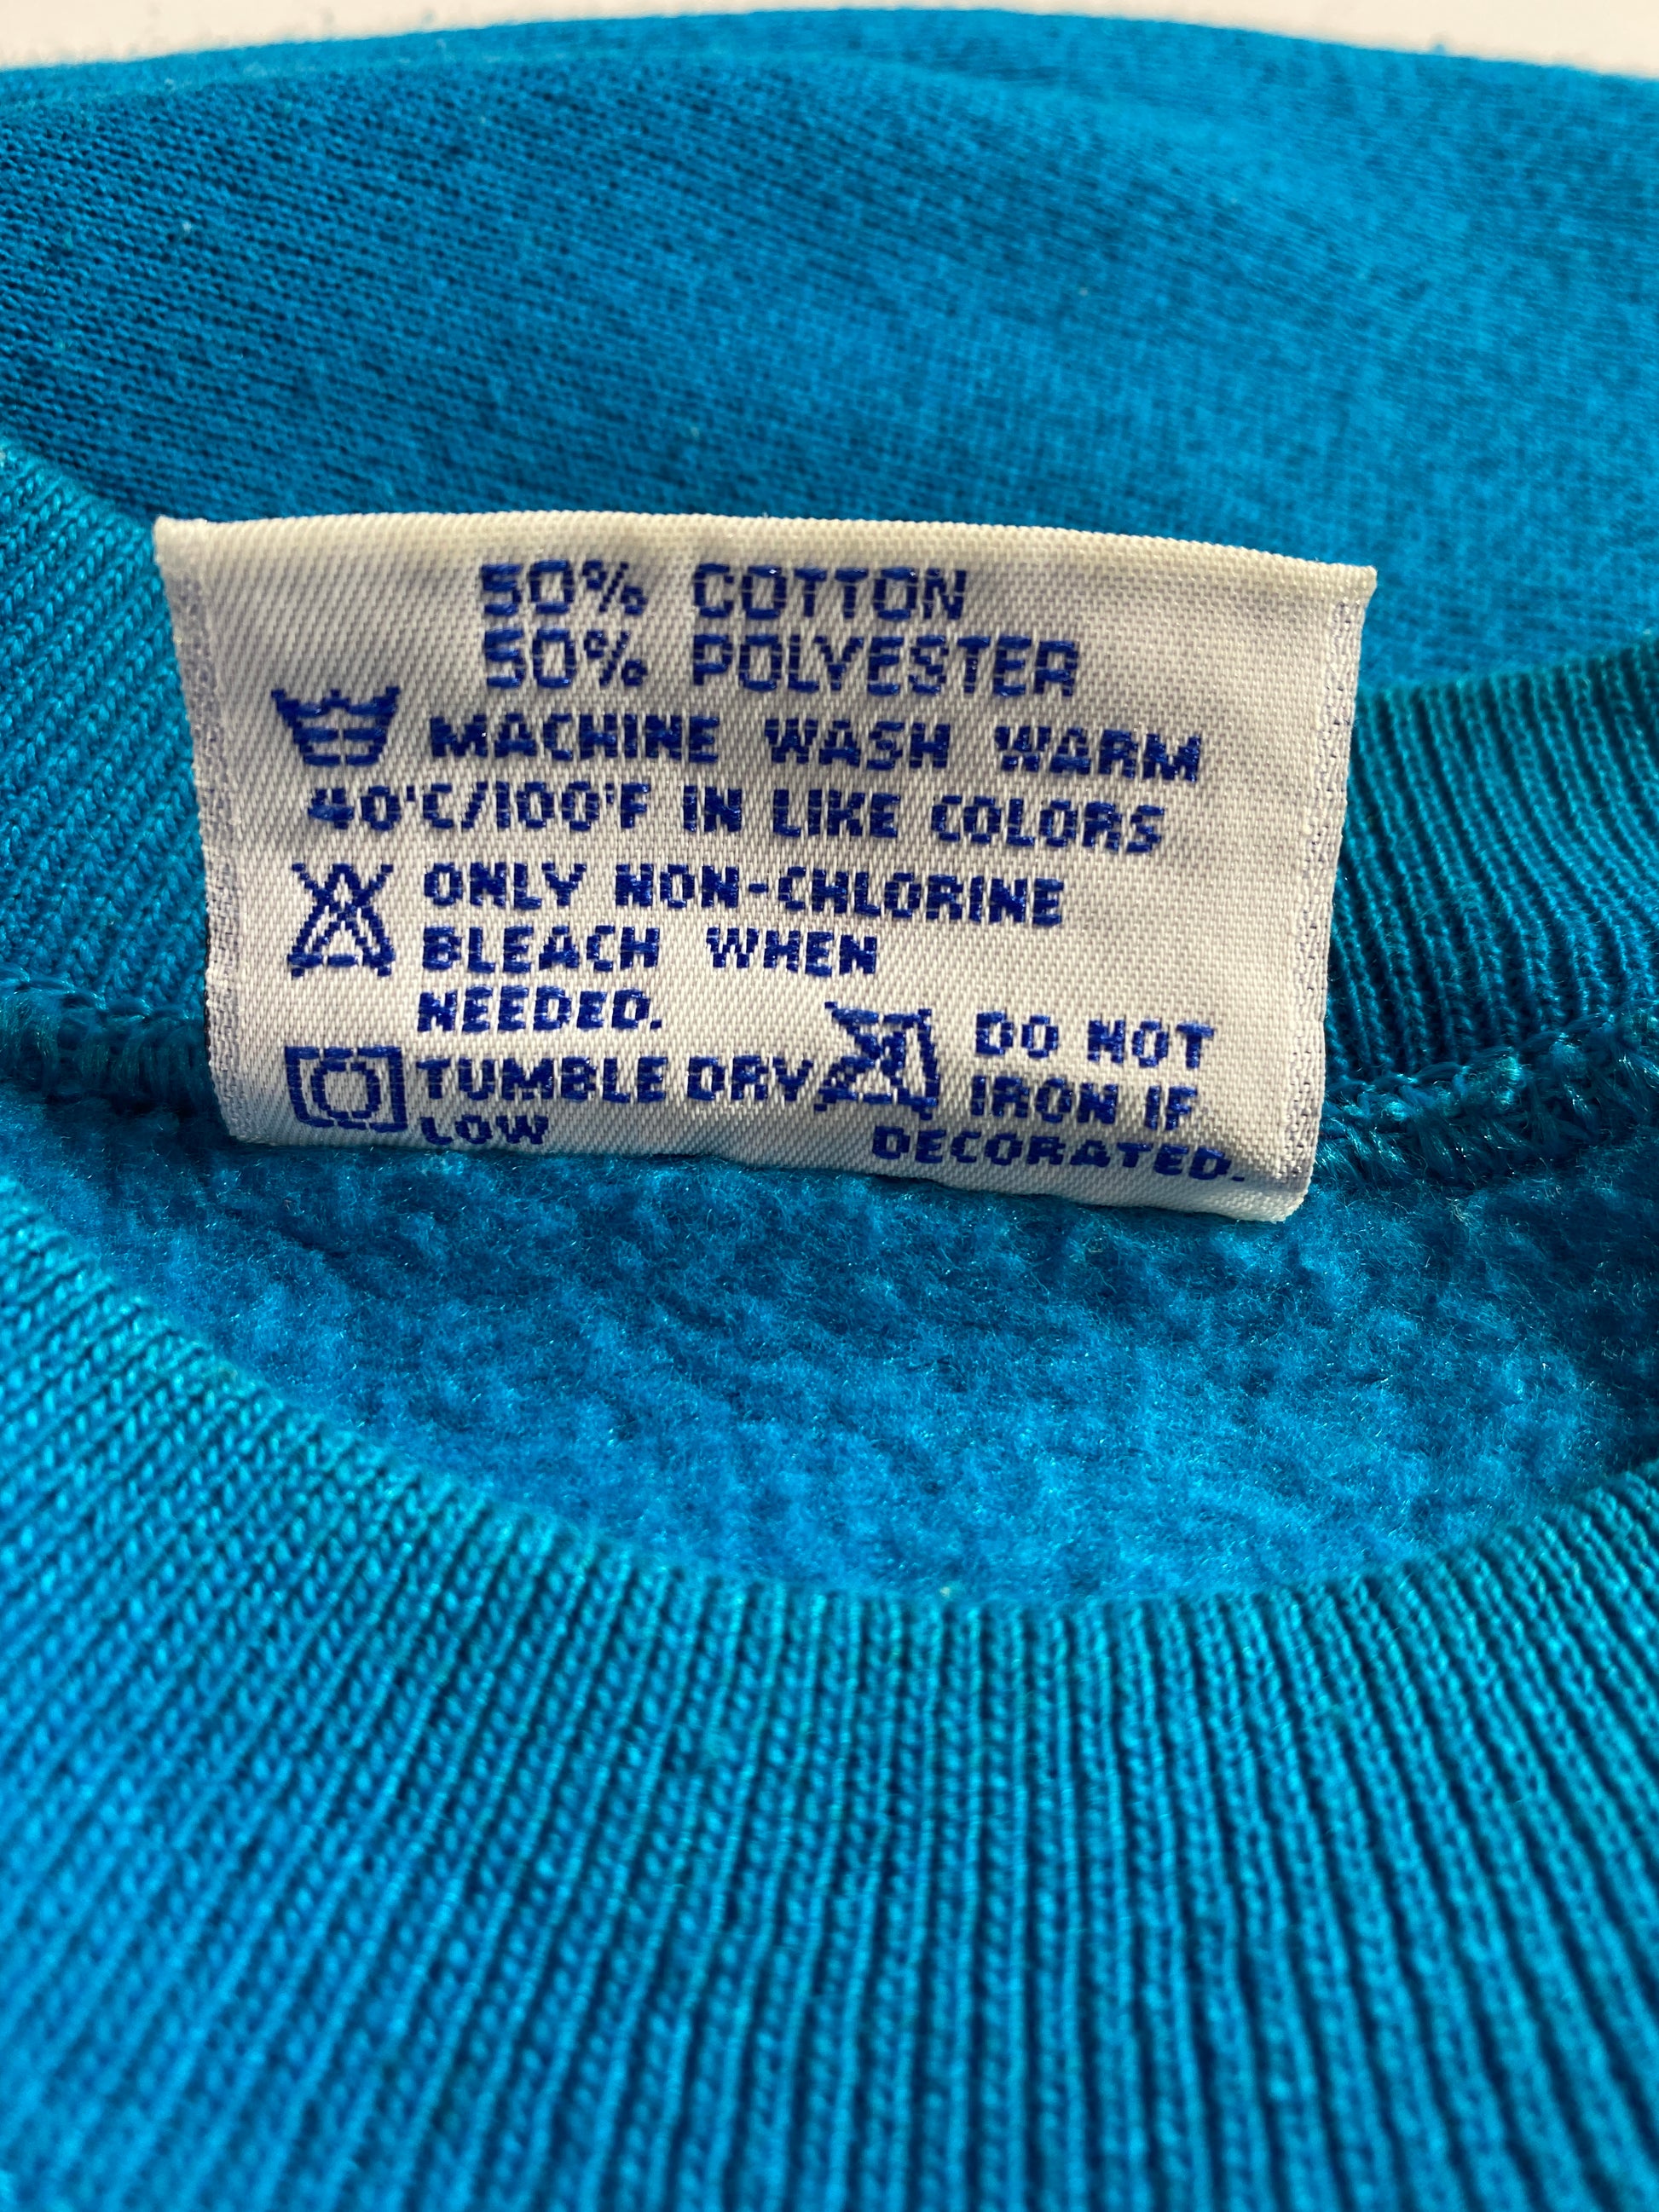 50% COTTON
50% POLYESTER
MACHINE WASH WARM
40°C/100°F IN LIKE COLORS
ONLY NON-CHLORINE
BLEACH WHEN
NEEDED.
TUMBLE DRY
LOW
DO NOT
IRON IF
DECORATED.